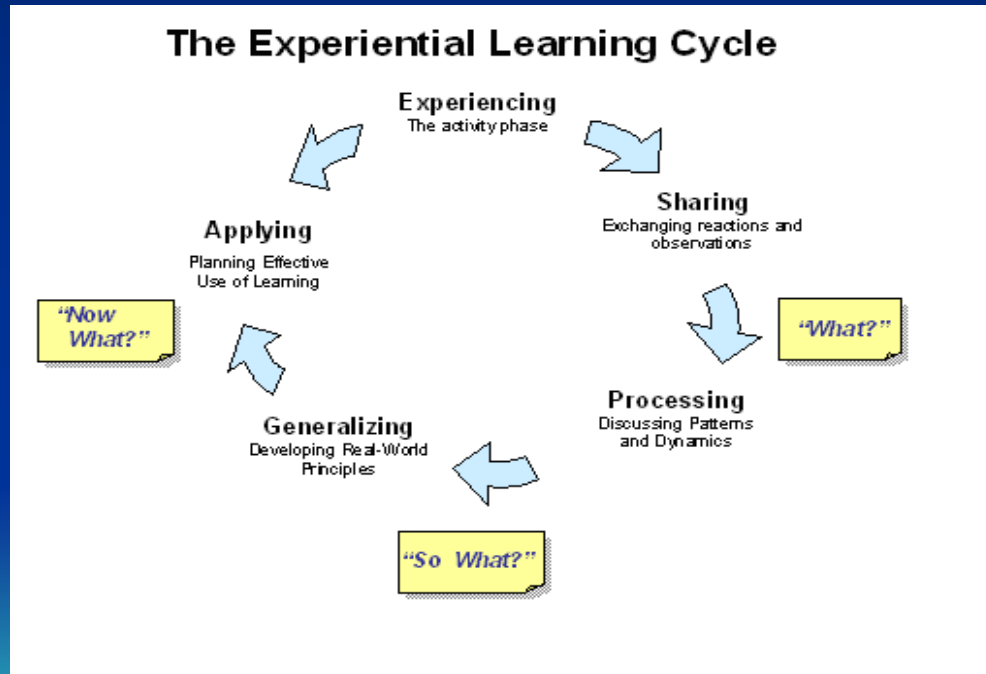 The Experiential Learning Cycle
Experiencing
The activity phase
Sharing
Exchanging reactions and
observations
“What?”
Processing
Discussing Patterns
and Dynamics
“So What?”
Generalizing
Developing Real-World
Principles
“Now
What?”
Applying
Planning Effective
Use of Learning